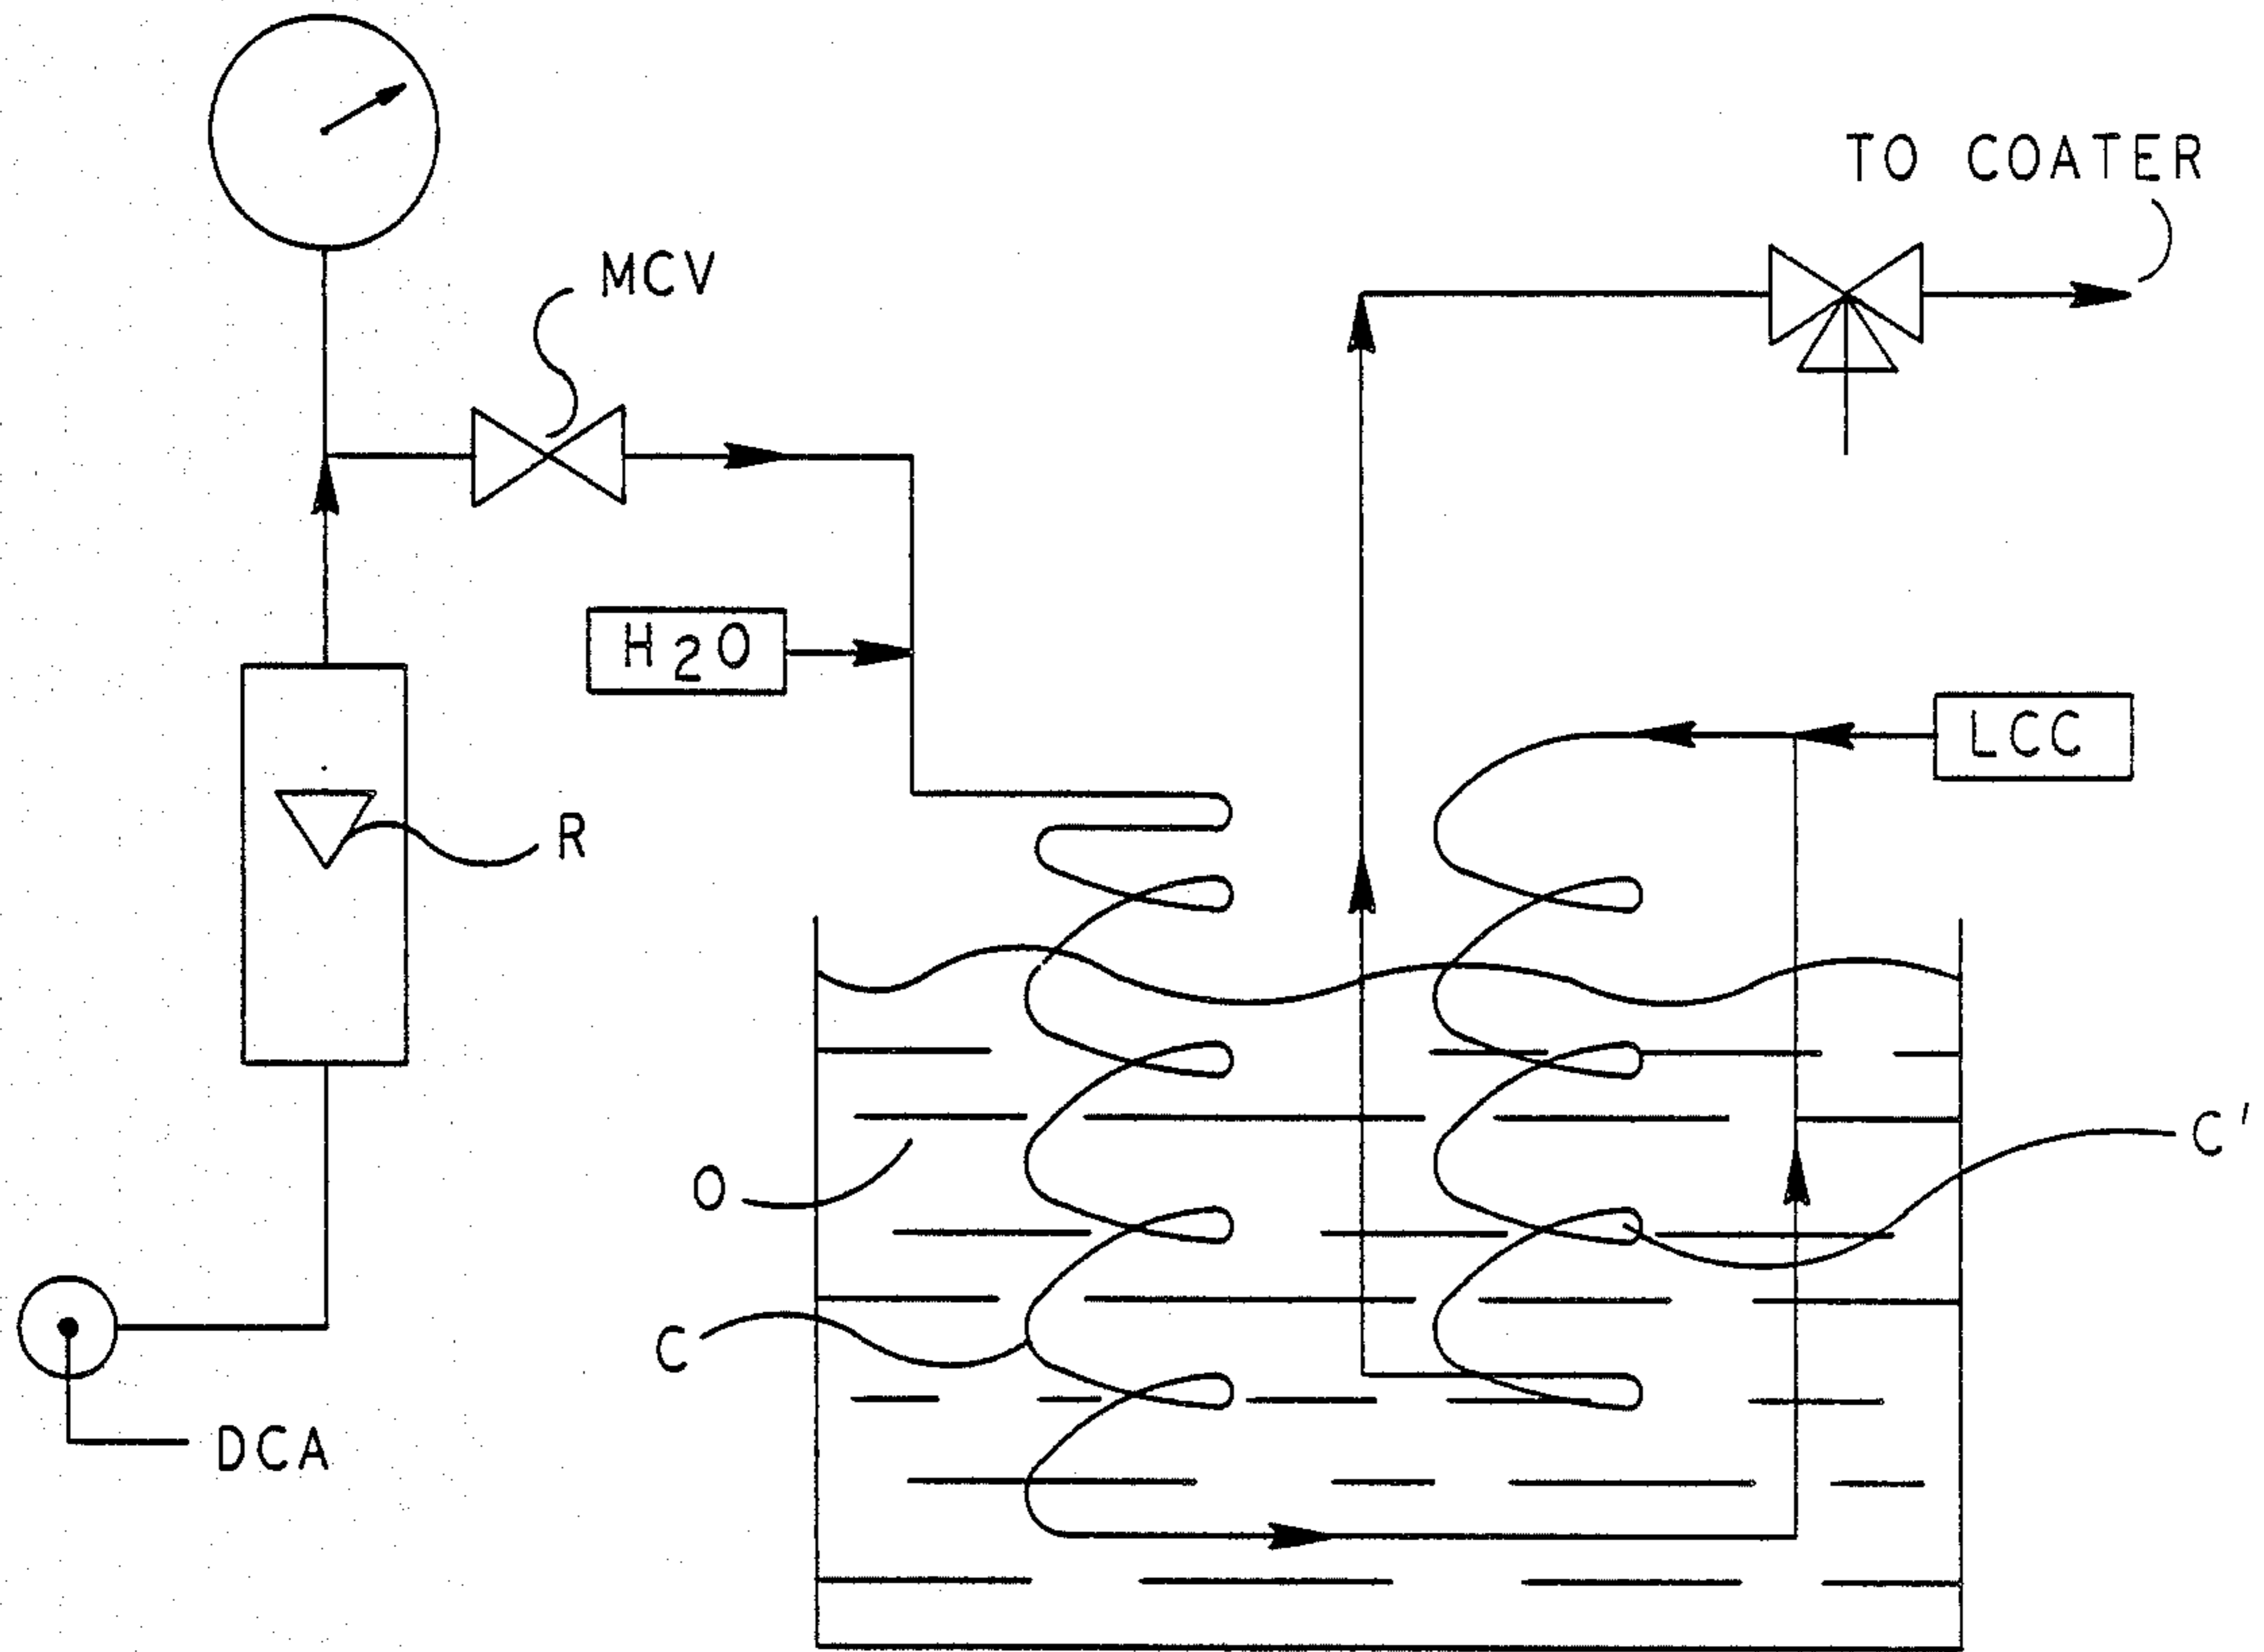 TO COATER
MCV
H2O
LCC
R
C'
O
C
DCA